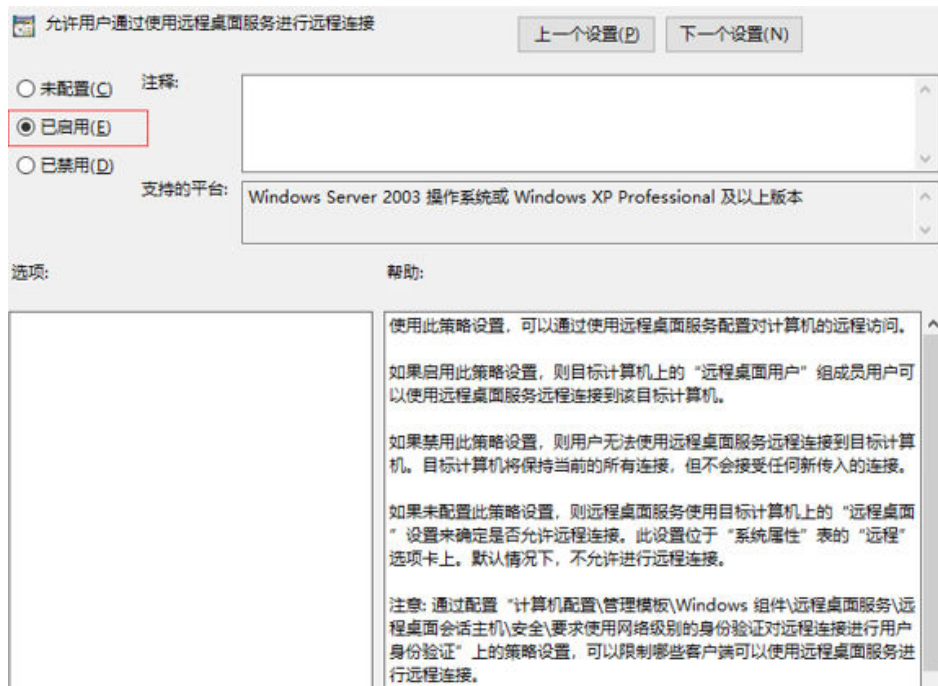 允许用户通过使用远程桌面服务进行远程连接
上一个设置(P)
下一个设置(N)
未配置(C)
注释:
已启用(E)
已禁用(D)
支持的平台:
Windows Server 2003 操作系统或 Windows XP Professional 及以上版本
选项:
帮助:
使用此策略设置，可以通过使用远程桌面服务配置对计算机的远程访问。
如果启用此策略设置，则目标计算机上的“远程桌面用户”组成员用户可
以使用远程桌面服务远程连接到该目标计算机。
如果禁用此策略设置，则用户无法使用远程桌面服务远程连接到目标计算
机。目标计算机将保持当前的所有连接，但不会接受任何新传入的连接。
如果未配置此策略设置，则远程桌面服务使用目标计算机上的“远程桌面
”设置来确定是否允许远程连接。此设置位于“系统属性”表的“远程”
选项卡上。默认情况下，不允许进行远程连接。
注意: 通过配置“计算机配置\管理模板\Windows 组件\远程桌面服务\远
程桌面会话主机\安全\要求使用网络级别的身份验证对远程连接进行用户
身份验证”上的策略设置，可以限制哪些客户端可以使用远程桌面服务进
行远程连接。